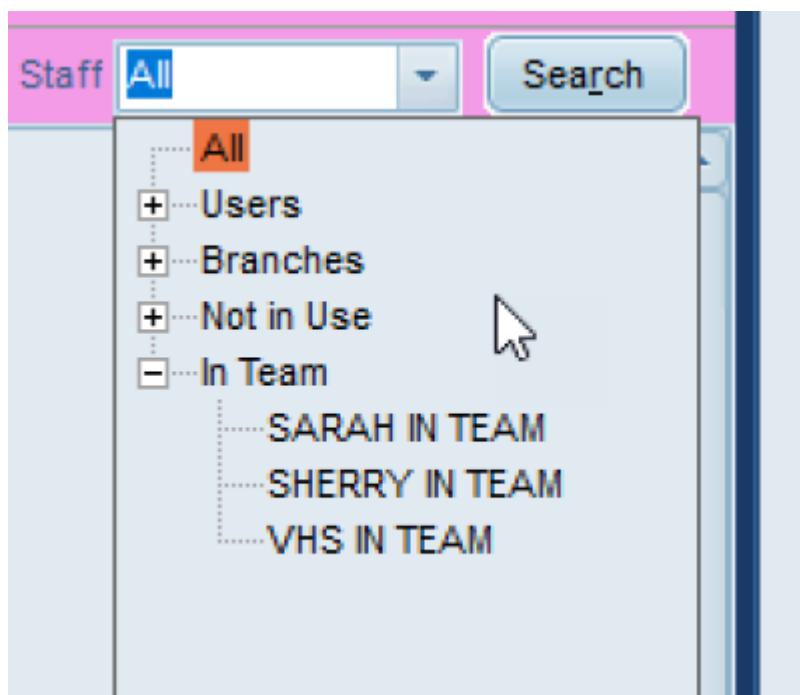 Staff All Search
All
Users
Branches
Not in Use
In Team
SARAH IN TEAM
SHERRY IN TEAM
VHS IN TEAM